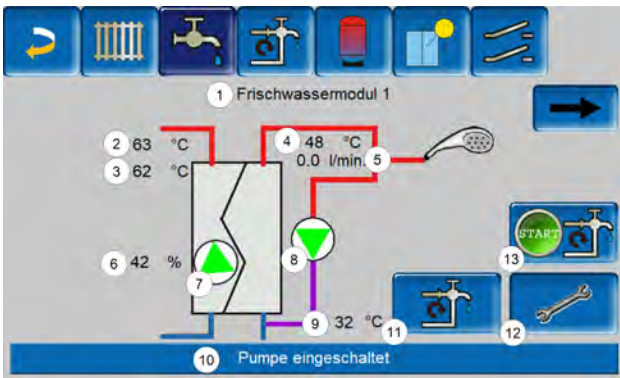 1 Frischwassermodul 1
2 63 °C
4 48 °C
0.0 l/min. 5
3 62 °C
START
6 42 %
7
8
13
9 32 °C
11
12
10 Pumpe eingeschaltet